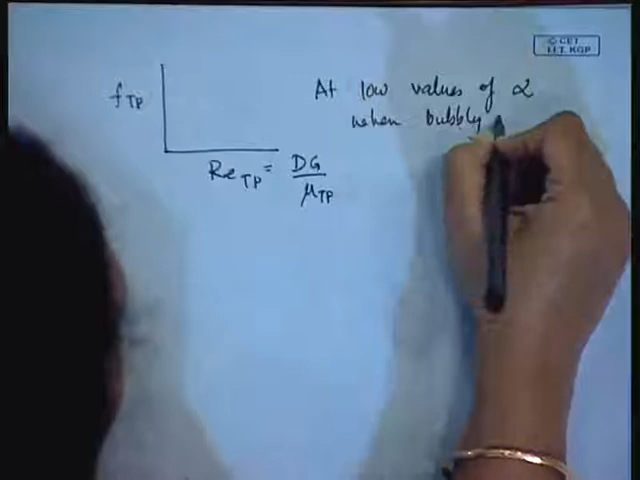 © CET
I.I.T. KGP
f_TP
At low values of α
when bubbly
Re_TP = DG / μ_TP